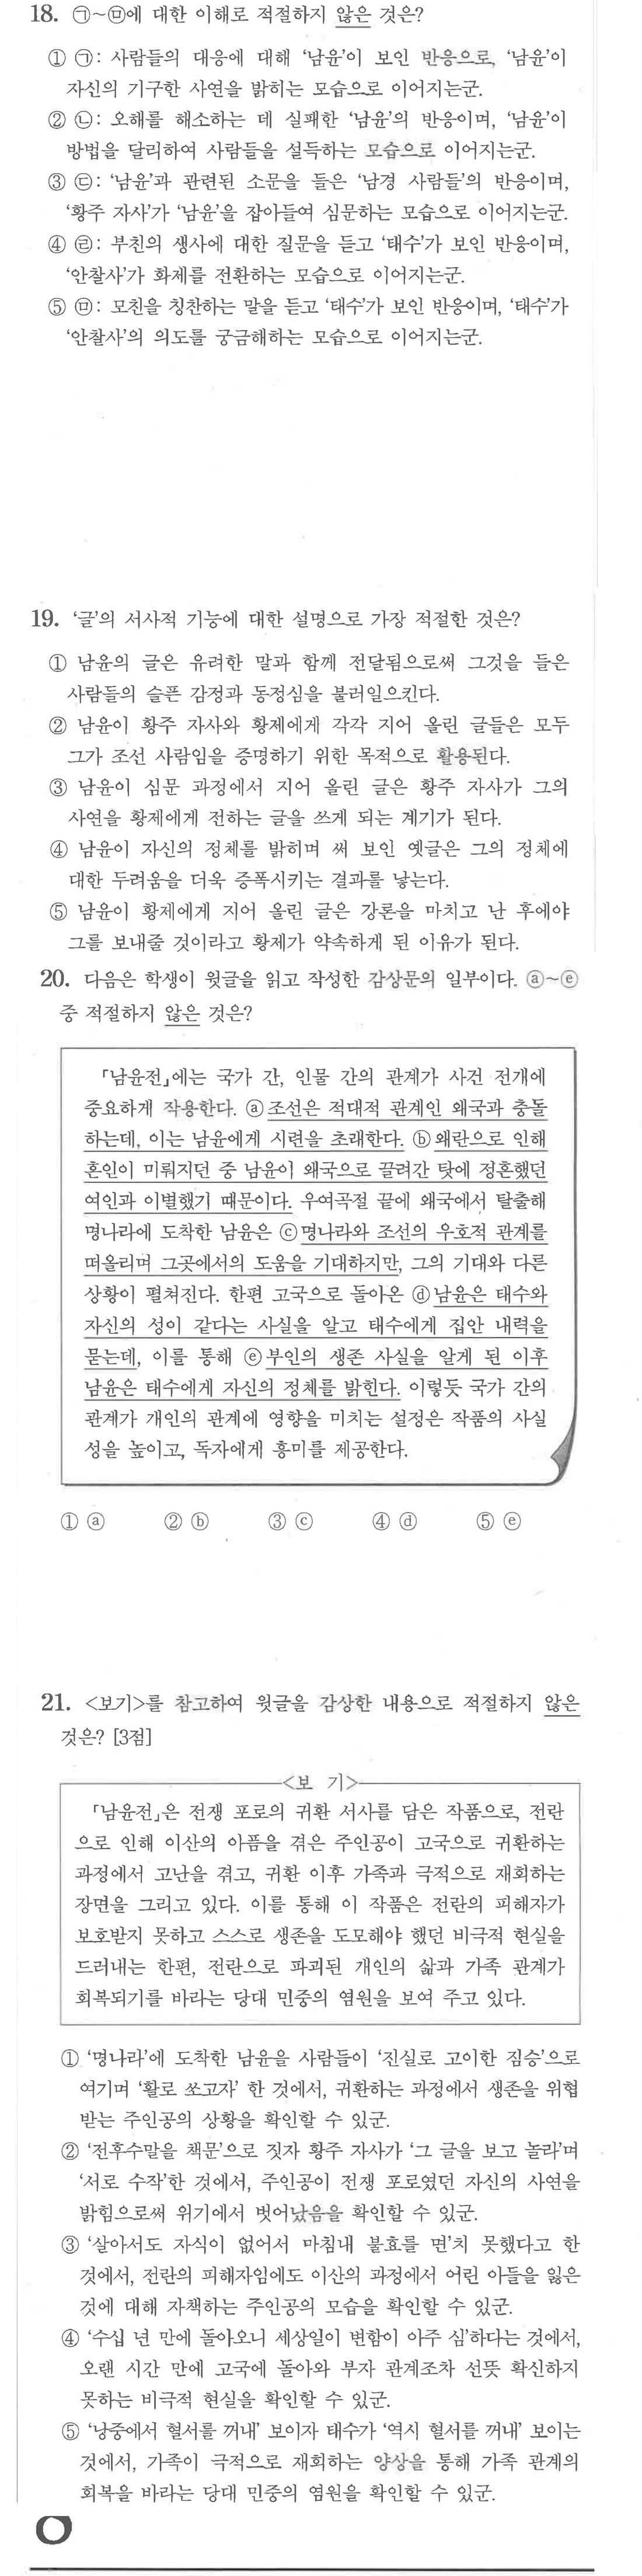 18. ㉠~㉤에 대한 이해로 적절하지 않은 것은?
① ㉠: 사람들의 대응에 대해 ‘남윤’이 보인 반응으로, ‘남윤’이
자신의 기구한 사연을 밝히는 모습으로 이어지는군.
② ㉡: 오해를 해소하는 데 실패한 ‘남윤’의 반응이며, ‘남윤’이
방법을 달리하여 사람들을 설득하는 모습으로 이어지는군.
③ ㉢: ‘남윤’과 관련된 소문을 들은 ‘남경 사람들’의 반응이며,
‘황주 자사’가 ‘남윤’을 잡아들여 심문하는 모습으로 이어지는군.
④ ㉣: 부친의 생사에 대한 질문을 듣고 ‘태수’가 보인 반응이며,
‘안찰사’가 화제를 전환하는 모습으로 이어지는군.
⑤ ㉤: 모친을 칭찬하는 말을 듣고 ‘태수’가 보인 반응이며, ‘태수’가
‘안찰사’의 의도를 궁금해하는 모습으로 이어지는군.
19. ‘글’의 서사적 기능에 대한 설명으로 가장 적절한 것은?
① 남윤의 글은 유려한 말과 함께 전달됨으로써 그것을 들은
사람들의 슬픈 감정과 동정심을 불러일으킨다.
② 남윤이 황주 자사와 황제에게 각각 지어 올린 글들은 모두
그가 조선 사람임을 증명하기 위한 목적으로 활용된다.
③ 남윤이 심문 과정에서 지어 올린 글은 황주 자사가 그의
사연을 황제에게 전하는 글을 쓰게 되는 계기가 된다.
④ 남윤이 자신의 정체를 밝히며 써 보인 옛글은 그의 정체에
대한 두려움을 더욱 증폭시키는 결과를 낳는다.
⑤ 남윤이 황제에게 지어 올린 글은 강론을 마치고 난 후에야
그를 보내줄 것이라고 황제가 약속하게 된 이유가 된다.
20. 다음은 학생이 윗글을 읽고 작성한 감상문의 일부이다. ⓐ~ⓔ
중 적절하지 않은 것은?
「남윤전」에는 국가 간, 인물 간의 관계가 사건 전개에
중요하게 작용한다. ⓐ조선은 적대적 관계인 왜국과 충돌
하는데, 이는 남윤에게 시련을 초래한다. ⓑ왜란으로 인해
혼인이 미뤄지던 중 남윤이 왜국으로 끌려간 탓에 정혼했던
여인과 이별했기 때문이다. 우여곡절 끝에 왜국에서 탈출해
명나라에 도착한 남윤은 ⓒ명나라와 조선의 우호적 관계를
떠올리며 그곳에서의 도움을 기대하지만, 그의 기대와 다른
상황이 펼쳐진다. 한편 고국으로 돌아온 ⓓ남윤은 태수와
자신의 성이 같다는 사실을 알고 태수에게 집안 내력을
묻는데, 이를 통해 ⓔ부인의 생존 사실을 알게 된 이후
남윤은 태수에게 자신의 정체를 밝힌다. 이렇듯 국가 간의
관계가 개인의 관계에 영향을 미치는 설정은 작품의 사실
성을 높이고, 독자에게 흥미를 제공한다.
① ⓐ ② ⓑ ③ ⓒ ④ ⓓ ⑤ ⓔ
21. <보기>를 참고하여 윗글을 감상한 내용으로 적절하지 않은
것은? [3점]
<보 기>
「남윤전」은 전쟁 포로의 귀환 서사를 담은 작품으로, 전란
으로 인해 이산의 아픔을 겪은 주인공이 고국으로 귀환하는
과정에서 고난을 겪고, 귀환 이후 가족과 극적으로 재회하는
장면을 그리고 있다. 이를 통해 이 작품은 전란의 피해자가
보호받지 못하고 스스로 생존을 도모해야 했던 비극적 현실을
드러내는 한편, 전란으로 파괴된 개인의 삶과 가족 관계가
회복되기를 바라는 당대 민중의 염원을 보여 주고 있다.
① ‘명나라’에 도착한 남윤을 사람들이 ‘진실로 고이한 짐승’으로
여기며 ‘활로 쏘고자’ 한 것에서, 귀환하는 과정에서 생존을 위협
받는 주인공의 상황을 확인할 수 있군.
② ‘전후수말을 책문’으로 짓자 황주 자사가 ‘그 글을 보고 놀라’며
‘서로 수작’한 것에서, 주인공이 전쟁 포로였던 자신의 사연을
밝힘으로써 위기에서 벗어났음을 확인할 수 있군.
③ ‘살아서도 자식이 없어서 마침내 불효를 면’치 못했다고 한
것에서, 전란의 피해자임에도 이산의 과정에서 어린 아들을 잃은
것에 대해 자책하는 주인공의 모습을 확인할 수 있군.
④ ‘수십 년 만에 돌아오니 세상일이 변함이 아주 심’하다는 것에서,
오랜 시간 만에 고국에 돌아와 부자 관계조차 선뜻 확신하지
못하는 비극적 현실을 확인할 수 있군.
⑤ ‘낭중에서 혈서를 꺼내’ 보이자 태수가 ‘역시 혈서를 꺼내’ 보이는
것에서, 가족이 극적으로 재회하는 양상을 통해 가족 관계의
회복을 바라는 당대 민중의 염원을 확인할 수 있군.